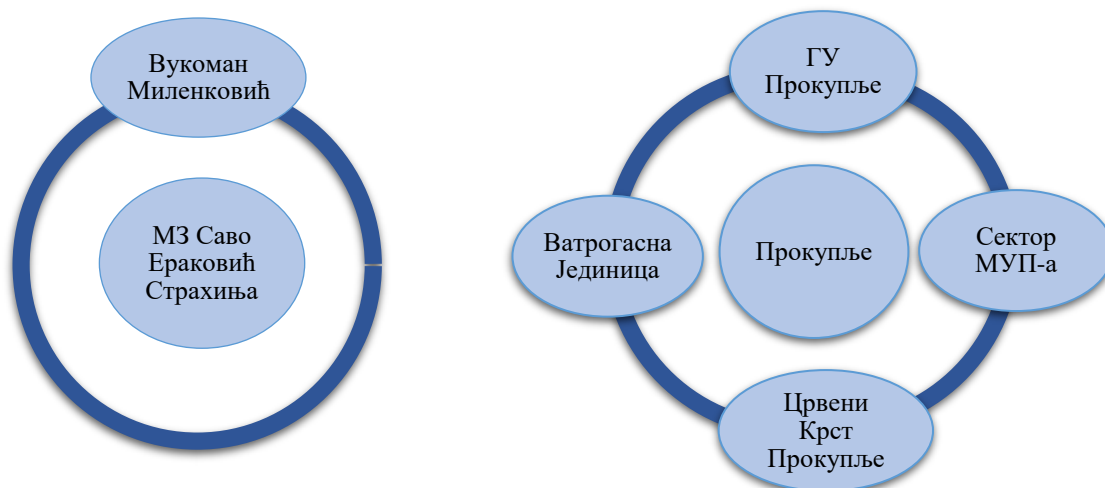 Вукоман
Миленковић
МЗ Саво
Ераковић
Страхиња
ГУ
Прокупље
Ватрогасна
Јединица
Прокупље
Сектор
МУП-а
Црвени
Крст
Прокупље